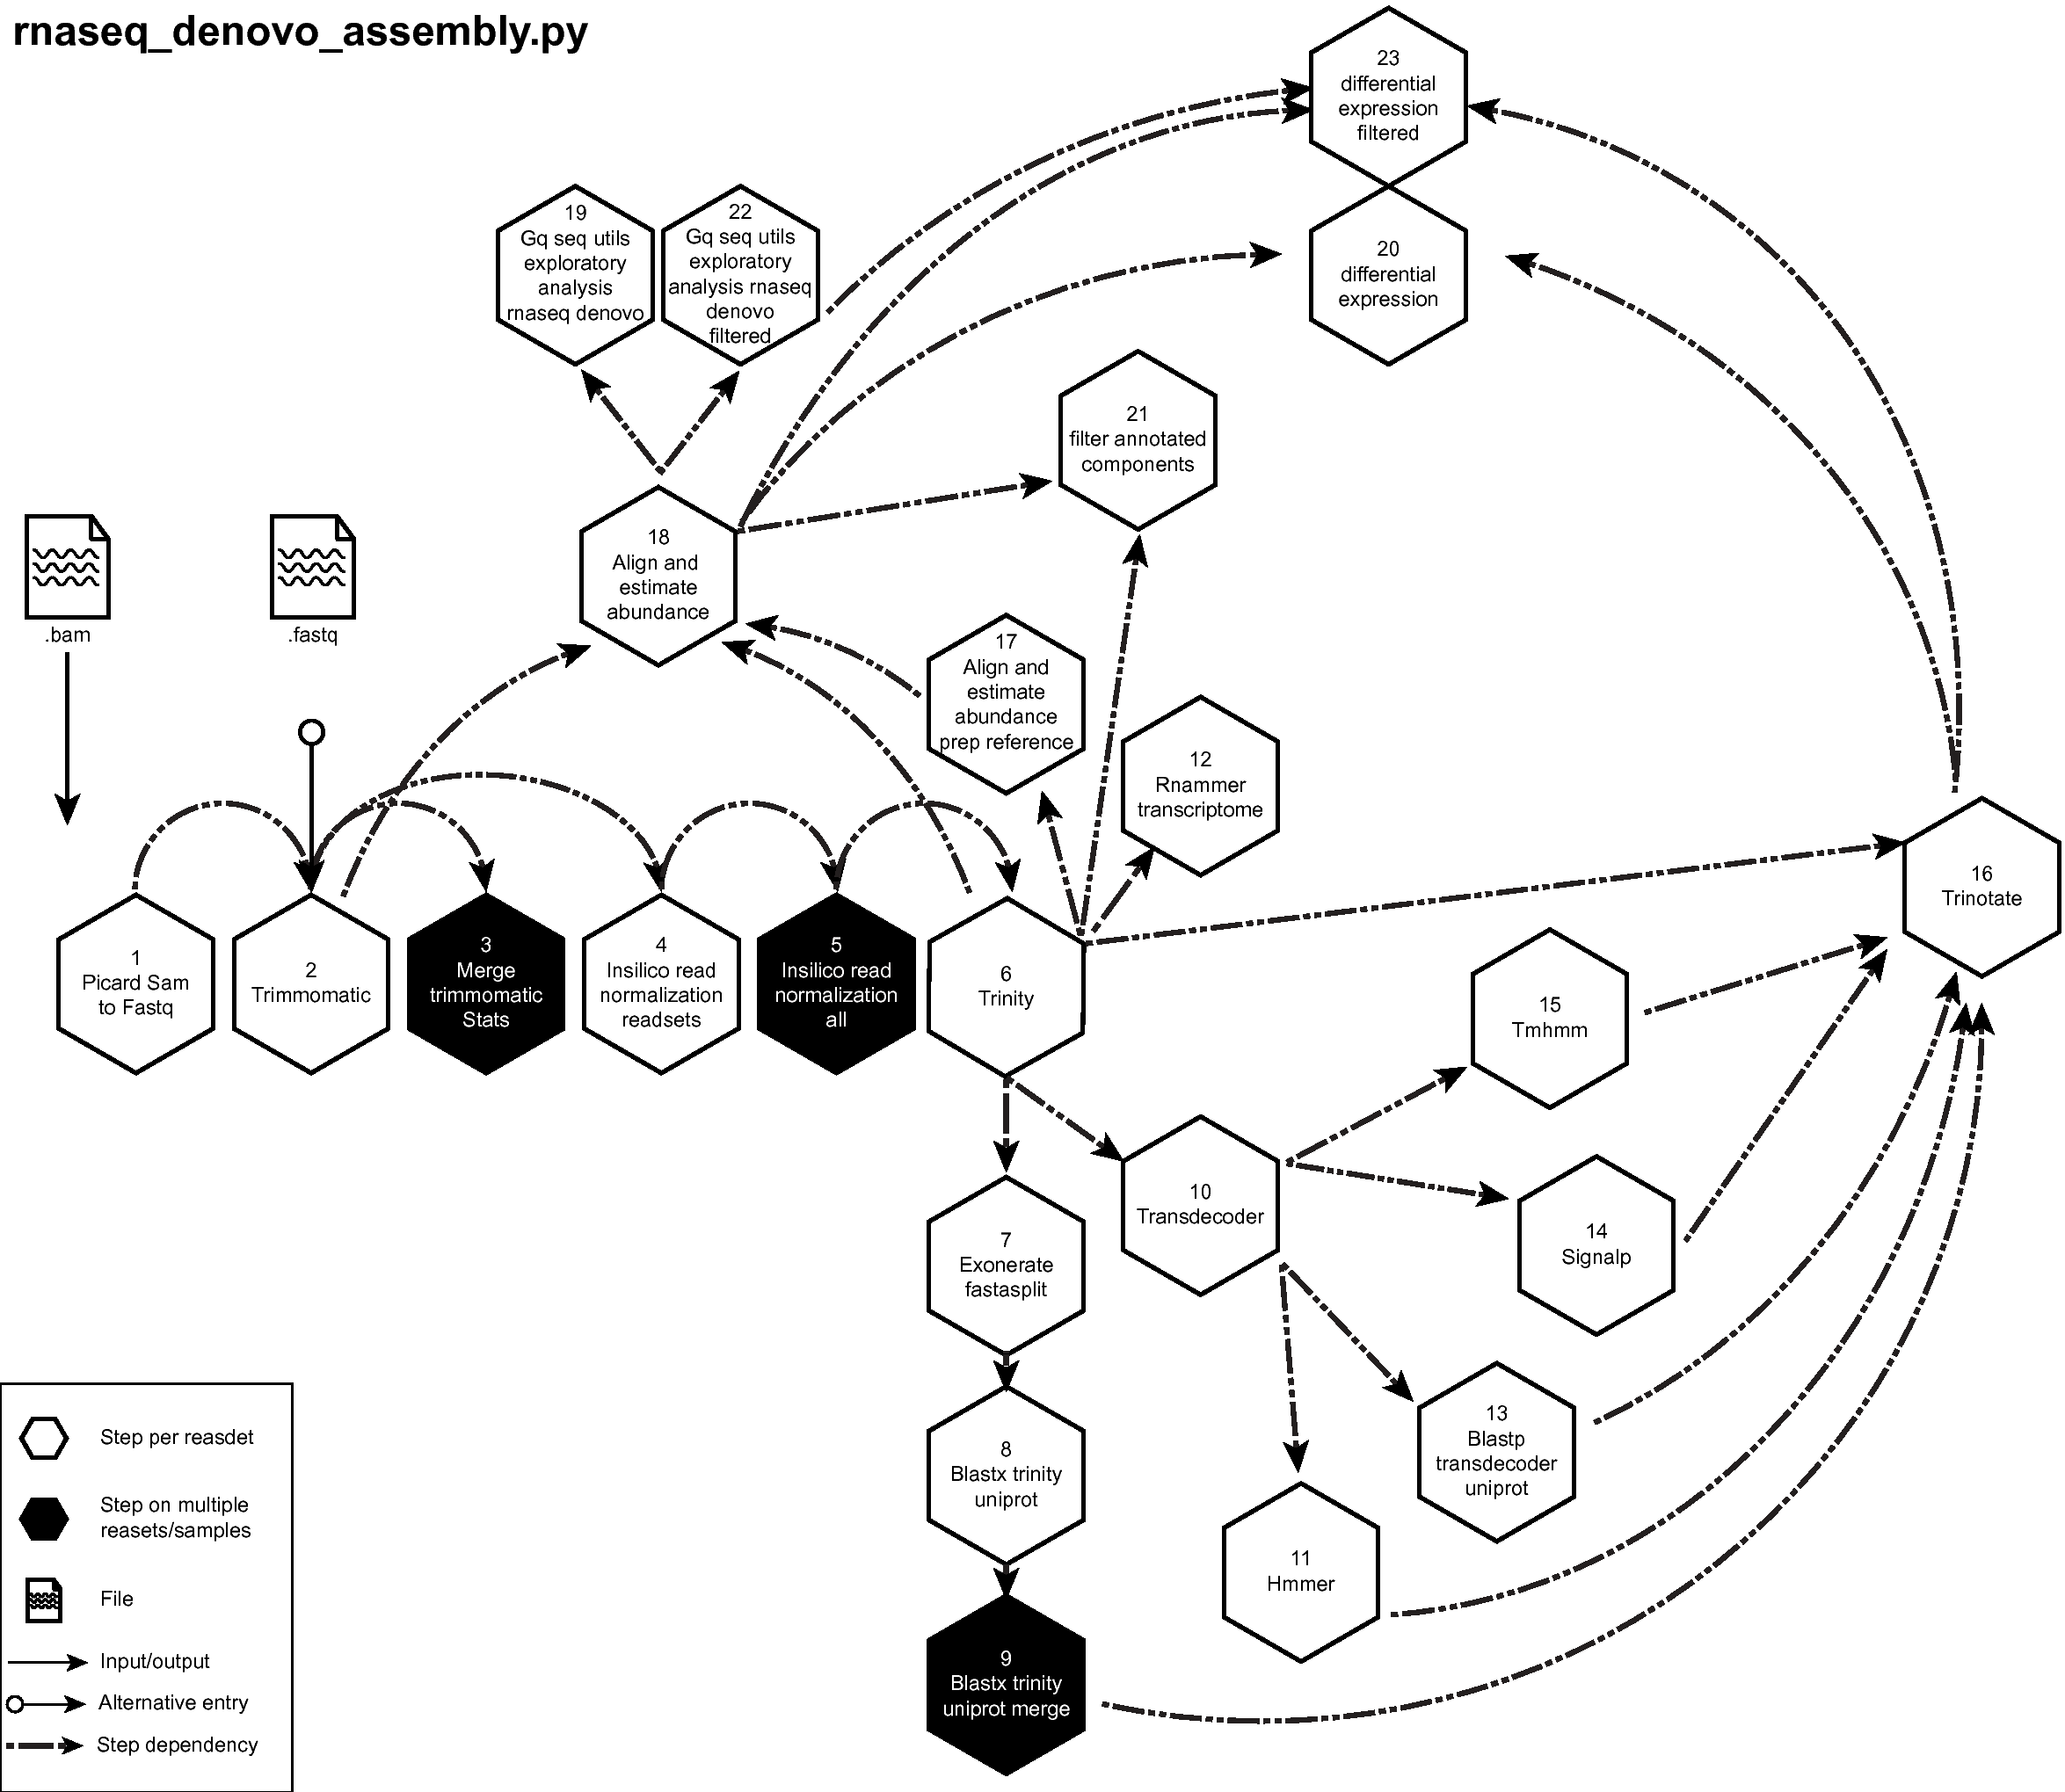 rnaseq_denovo_assembly.py
23
differential
expression
filtered
19
Gq seq utils
exploratory
analysis
rnaseq denovo
22
Gq seq utils
exploratory
analysis rnaseq
denovo
filtered
20
differential
expression
21
filter annotated
components
18
Align and
estimate
abundance
.bam
.fastq
17
Align and
estimate
abundance
prep reference
12
Rnammer
transcriptome
16
Trinotate
1
Picard Sam
to Fastq
2
Trimmomatic
3
Merge
trimmomatic
Stats
4
Insilico read
normalization
readsets
5
Insilico read
normalization
all
6
Trinity
15
Tmhmm
10
Transdecoder
14
Signalp
7
Exonerate
fastasplit
13
Blastp
transdecoder
uniprot
8
Blastx trinity
uniprot
11
Hmmer
9
Blastx trinity
uniprot merge
Step per reasdet
Step on multiple
reasets/samples
File
Input/output
Alternative entry
Step dependency